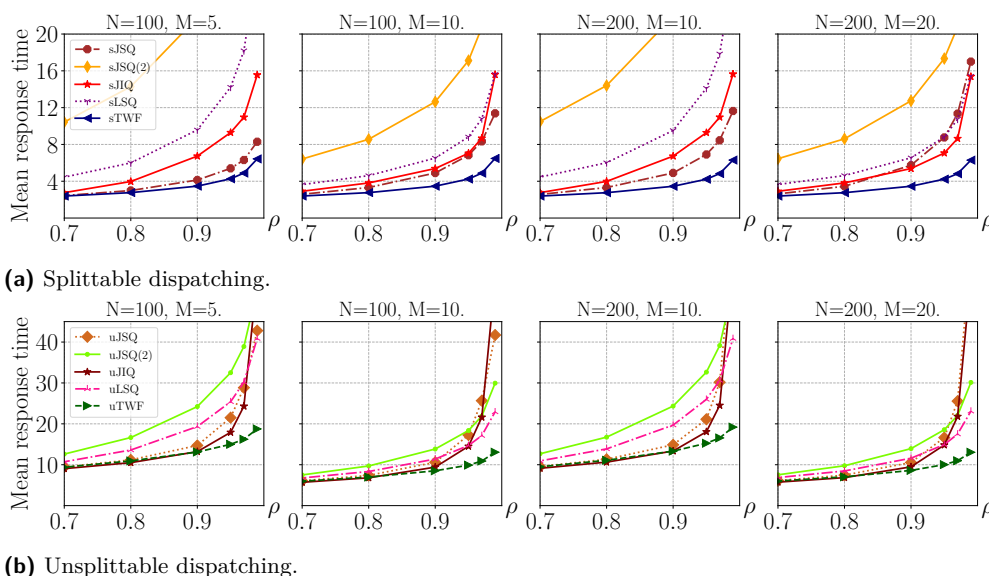 N=100, M=5. N=100, M=10. N=200, M=10. N=200, M=20.
Mean response time
20
16
12
8
4
sJSQ
sJSQ(2)
sJIQ
sLSQ
sTWF
0.7 0.8 0.9 ρ 0.7 0.8 0.9 ρ 0.7 0.8 0.9 ρ 0.7 0.8 0.9 ρ
(a) Splittable dispatching.
N=100, M=5. N=100, M=10. N=200, M=10. N=200, M=20.
Mean response time
40
30
20
10
uJSQ
uJSQ(2)
uJIQ
uLSQ
uTWF
0.7 0.8 0.9 ρ 0.7 0.8 0.9 ρ 0.7 0.8 0.9 ρ 0.7 0.8 0.9 ρ
(b) Unsplittable dispatching.